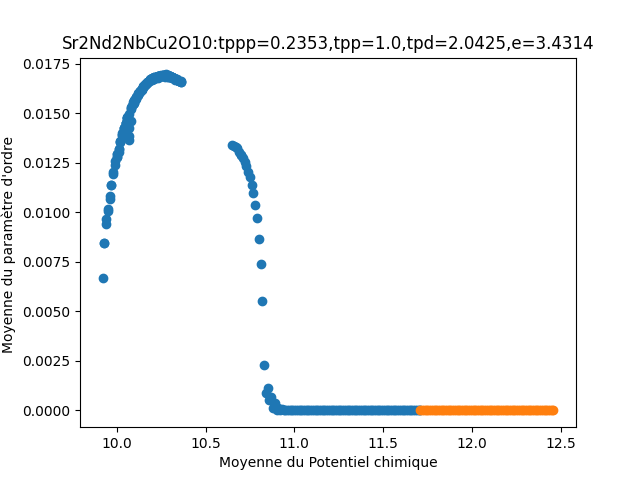 Sr2Nd2NbCu2O10:tppp=0.2353,tpp=1.0,tpd=2.0425,e=3.4314
Moyenne du paramètre d'ordre
0.0175
0.0150
0.0125
0.0100
0.0075
0.0050
0.0025
0.0000
10.0 10.5 11.0 11.5 12.0 12.5
Moyenne du Potentiel chimique